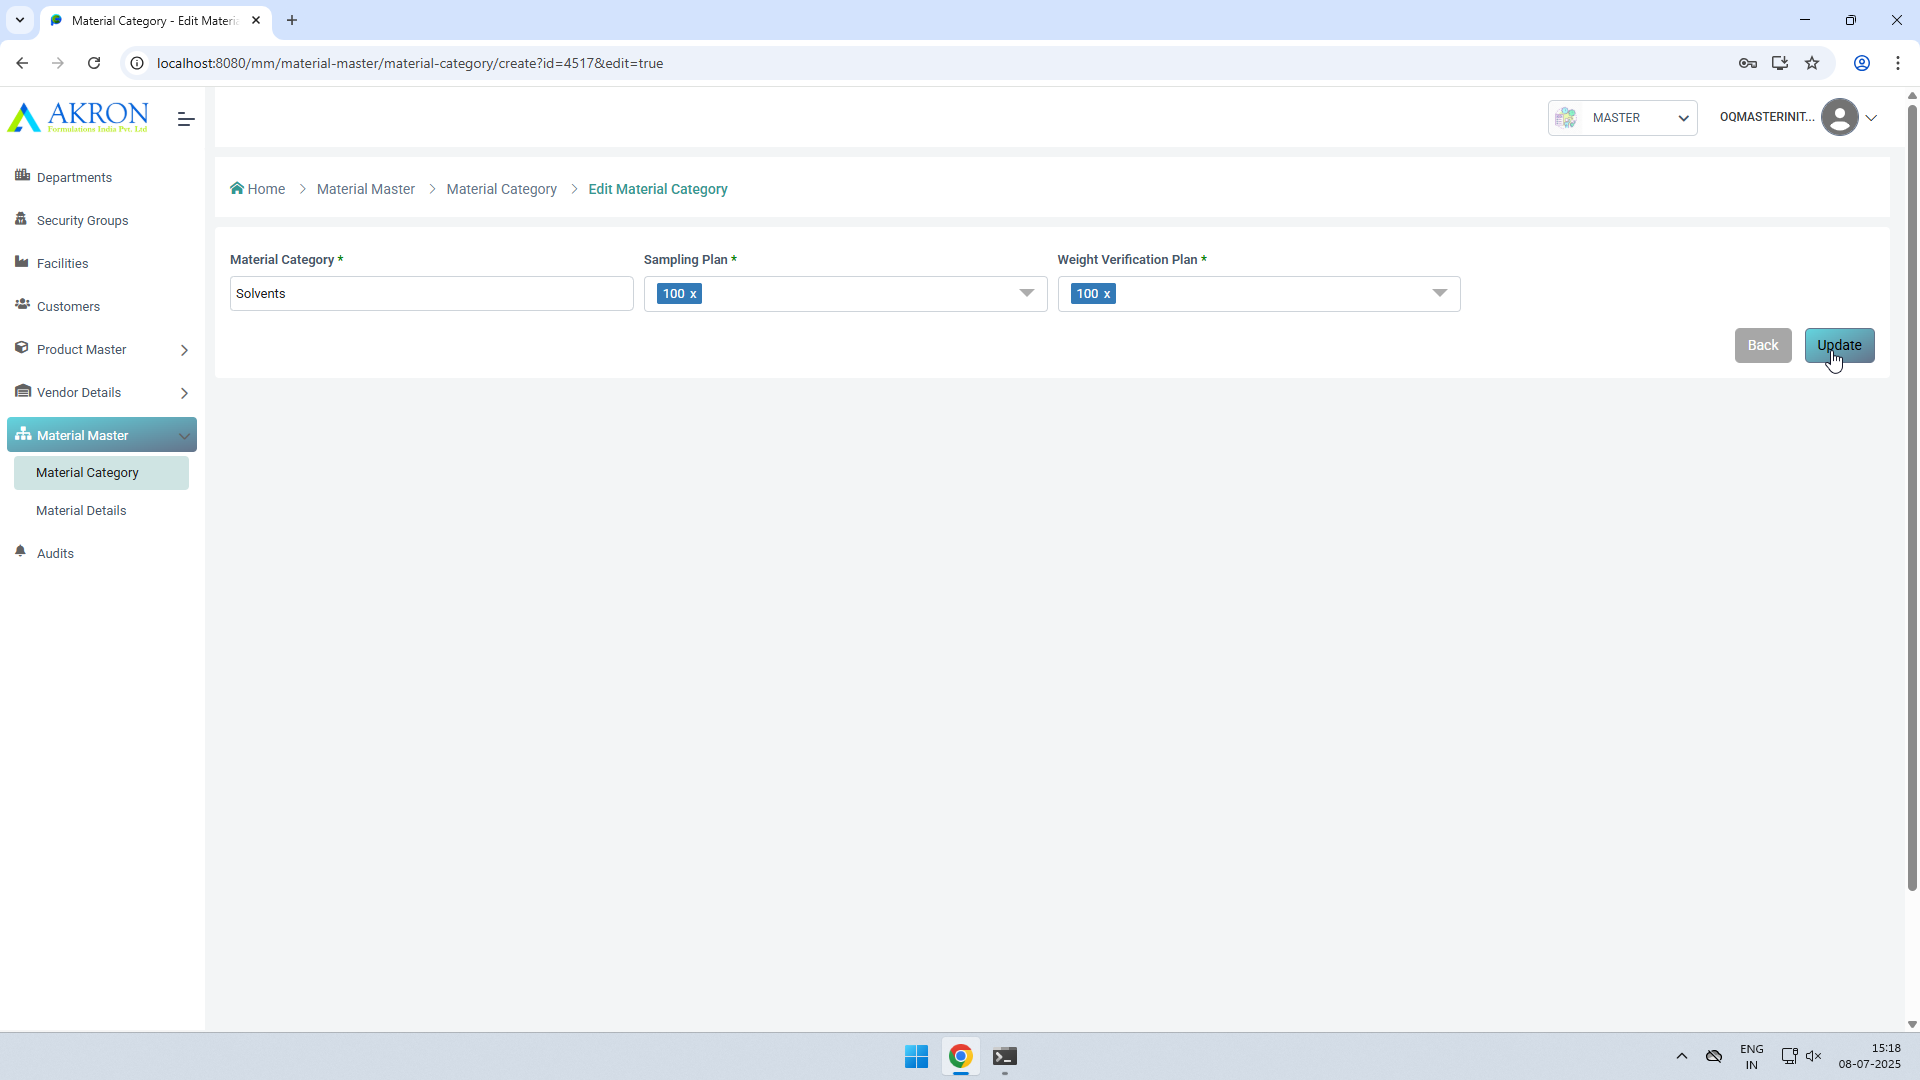 Material Category - Edit Materi
localhost:8080/mm/material-master/material-category/create?id=4517&edit=true
AKRON
Formulations India Pvt. Ltd
MASTER
OQMASTERINIT...
Departments
Security Groups
Facilities
Customers
Product Master
Vendor Details
Material Master
Material Category
Material Details
Audits
Home > Material Master > Material Category > Edit Material Category
Material Category * Sampling Plan * Weight Verification Plan *
Solvents 100 x 100 x
Back Update
ENG
IN
15:18
08-07-2025